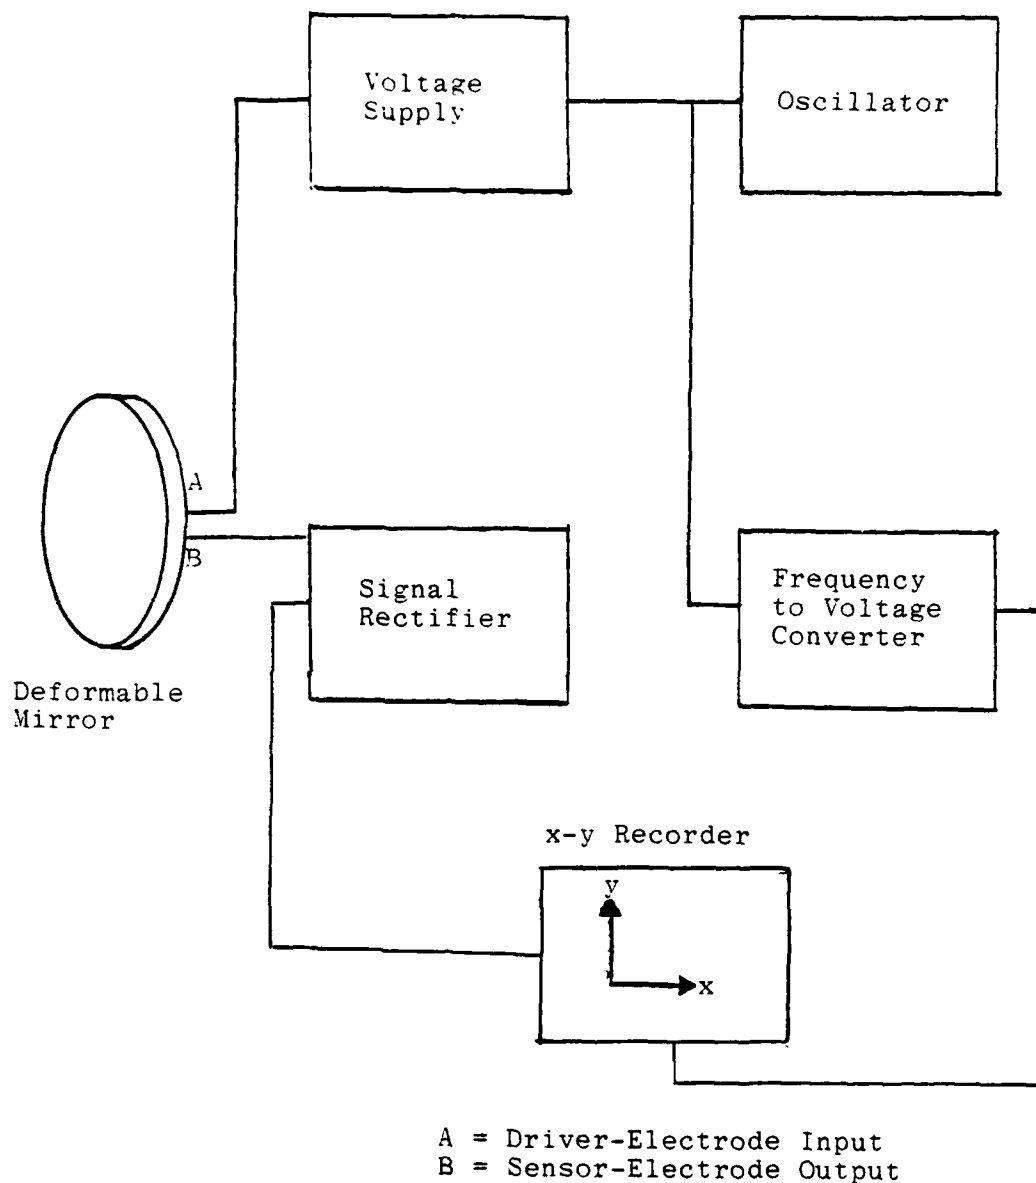 Voltage
Supply
Oscillator
A
B
Signal
Rectifier
Frequency
to Voltage
Converter
Deformable
Mirror
x-y Recorder
y
x
A = Driver-Electrode Input
B = Sensor-Electrode Output